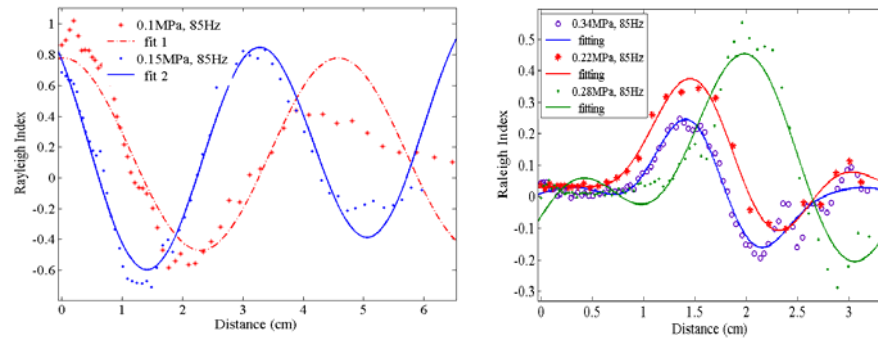 0.1MPa, 85Hz
fit 1
0.15MPa, 85Hz
fit 2
Rayleigh Index
1
0.8
0.6
0.4
0.2
0
-0.2
-0.4
-0.6
0 1 2 3 4 5 6
Distance (cm)
0.34MPa, 85Hz
fitting
0.22MPa, 85Hz
fitting
0.28MPa, 85Hz
fitting
Raleigh Index
0.5
0.4
0.3
0.2
0.1
0
-0.1
-0.2
-0.3
0 0.5 1 1.5 2 2.5 3
Distance (cm)